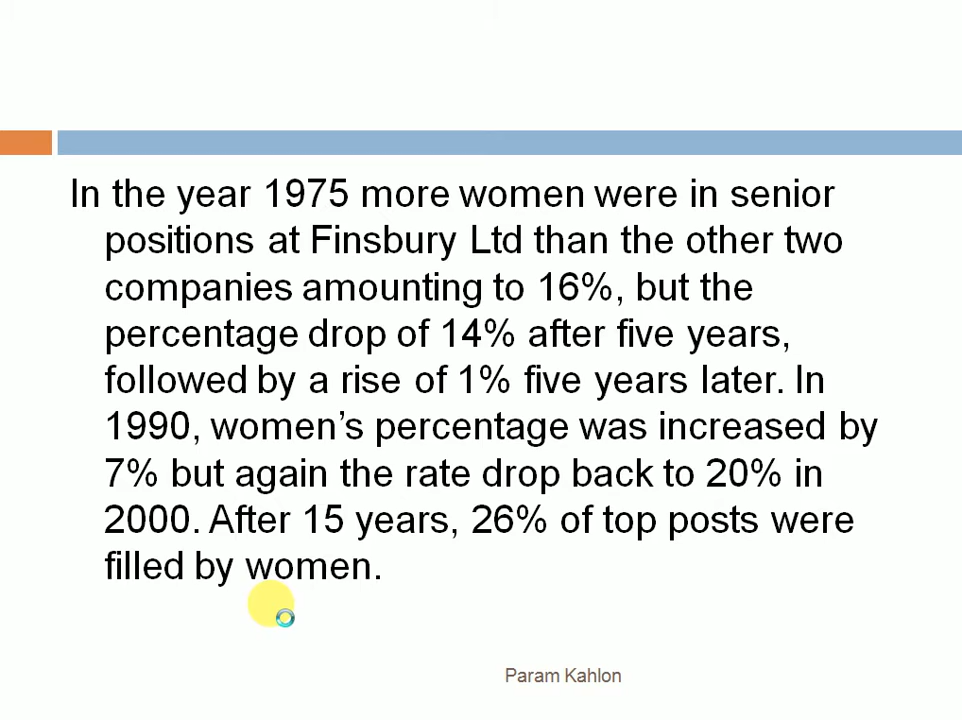 In the year 1975 more women were in senior
positions at Finsbury Ltd than the other two
companies amounting to 16%, but the
percentage drop of 14% after five years,
followed by a rise of 1% five years later. In
1990, women’s percentage was increased by
7% but again the rate drop back to 20% in
2000. After 15 years, 26% of top posts were
filled by women.
Param Kahlon